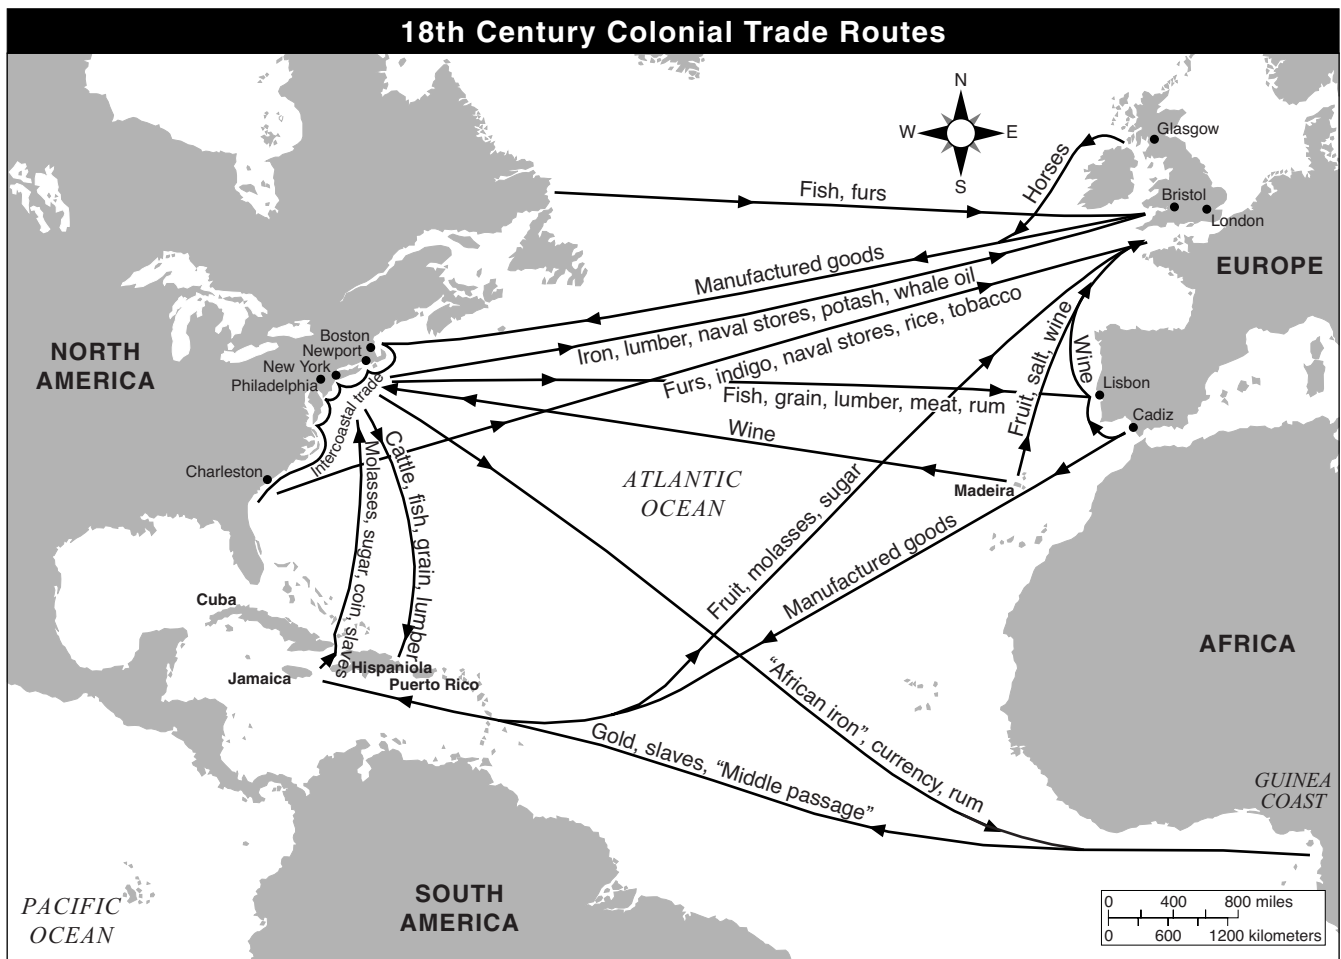 18th Century Colonial Trade Routes
N
W
E
S
Glasgow
Horses
Fish, furs
Bristol
London
EUROPE
Manufactured goods
Iron, lumber, naval stores, potash, whale oil
Furs, indigo, naval stores, rice, tobacco
Boston
Newport
New York
Philadelphia
NORTH
AMERICA
Fruit, salt, wine
Wine
Lisbon
Fish, grain, lumber, meat, rum
Cadiz
Intercoastal trade
Wine
Charleston
Molasses, sugar, coin, slaves
Cattle, fish, grain, lumber
ATLANTIC
OCEAN
Madeira
Fruit, molasses, sugar
Manufactured goods
Cuba
AFRICA
Hispaniola
Jamaica
Puerto Rico
“African iron”, currency, rum
Gold, slaves, “Middle passage”
GUINEA
COAST
SOUTH
AMERICA
PACIFIC
OCEAN
0 400 800 miles
0 600 1200 kilometers